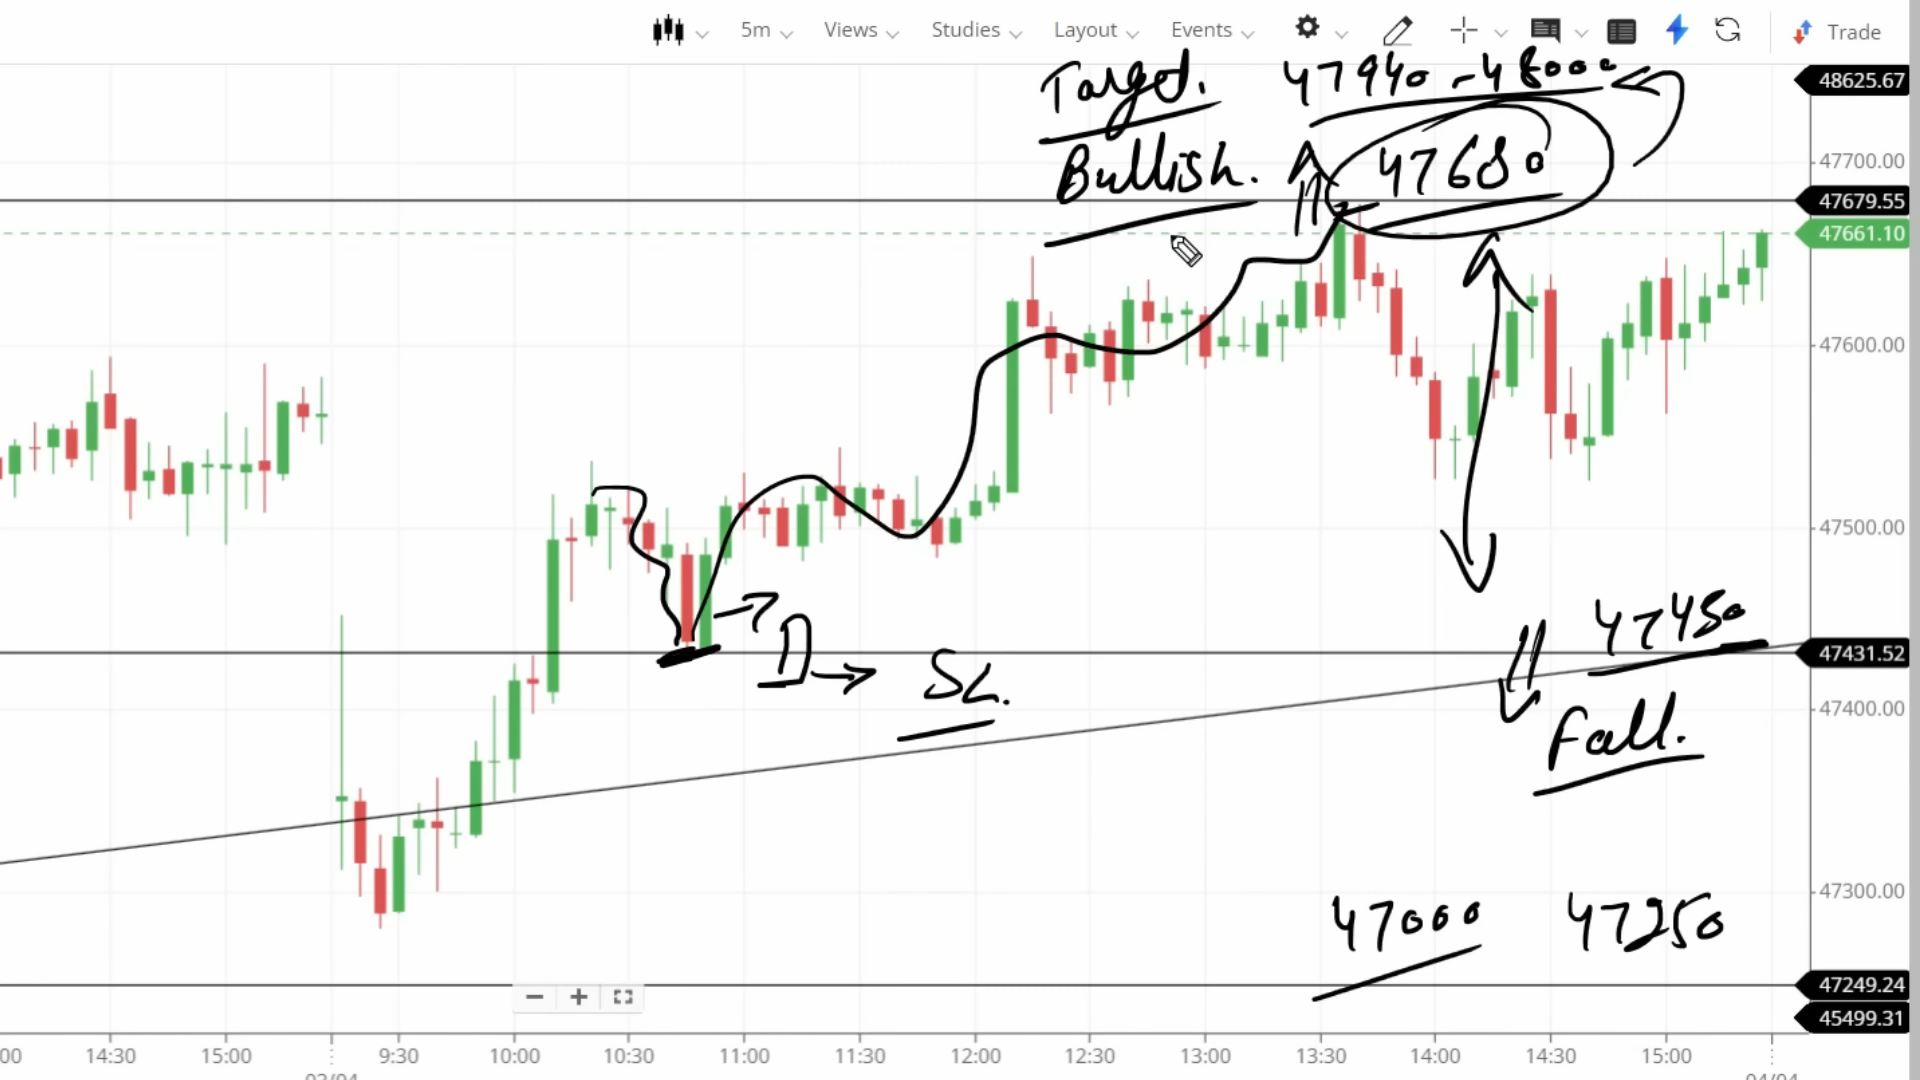 5m Views Studies Layout Events Trade
Target. 47940 - 48000
48625.67
Bullish. 47680
47700.00
47679.55
47661.10
47600.00
47500.00
47450
47431.52
D → SL.
47400.00
Fall.
47300.00
47000 47250
47249.24
45499.31
:00 14:30 15:00 9:30 10:00 10:30 11:00 11:30 12:00 12:30 13:00 13:30 14:00 14:30 15:00